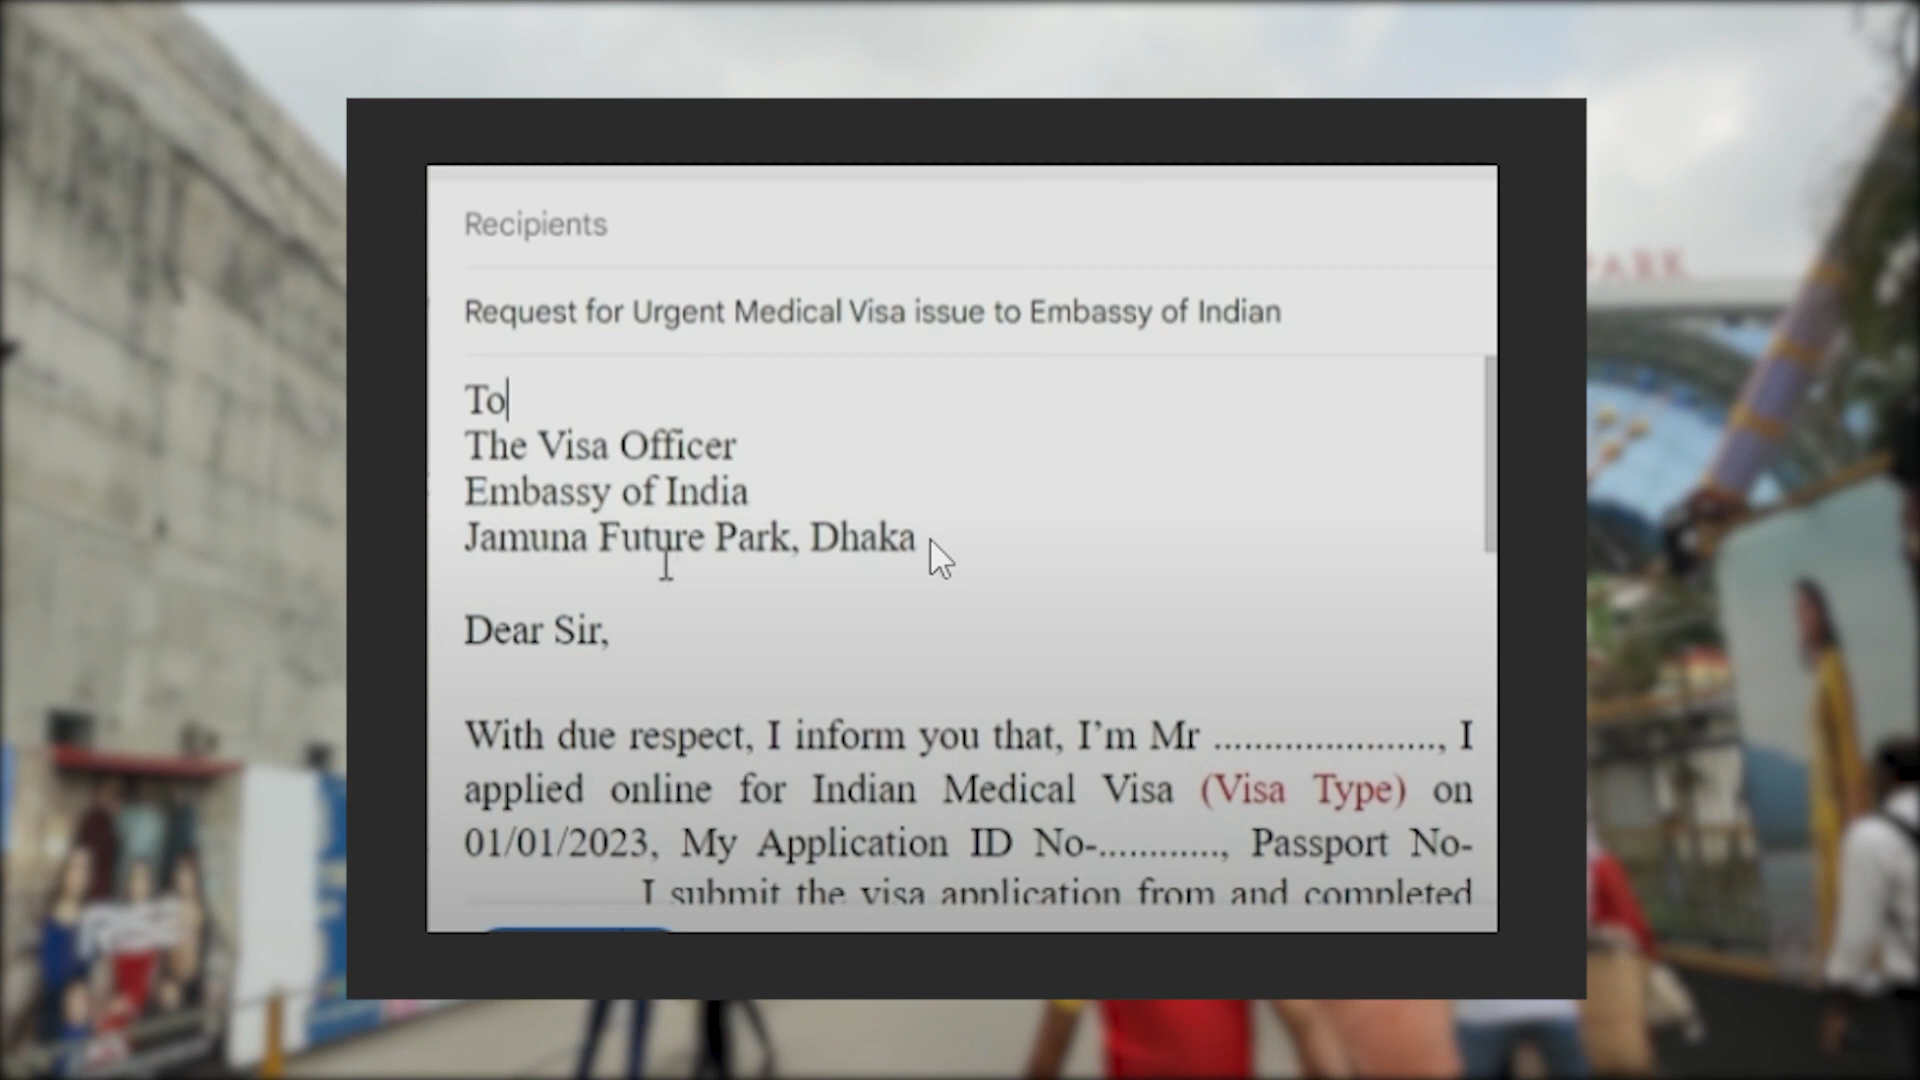 Recipients
Request for Urgent Medical Visa issue to Embassy of Indian
To
The Visa Officer
Embassy of India
Jamuna Future Park, Dhaka
Dear Sir,
With due respect, I inform you that, I’m Mr ......................, I
applied online for Indian Medical Visa (Visa Type) on
01/01/2023, My Application ID No-............, Passport No-
I submit the visa application from and completed
PARK
RISE